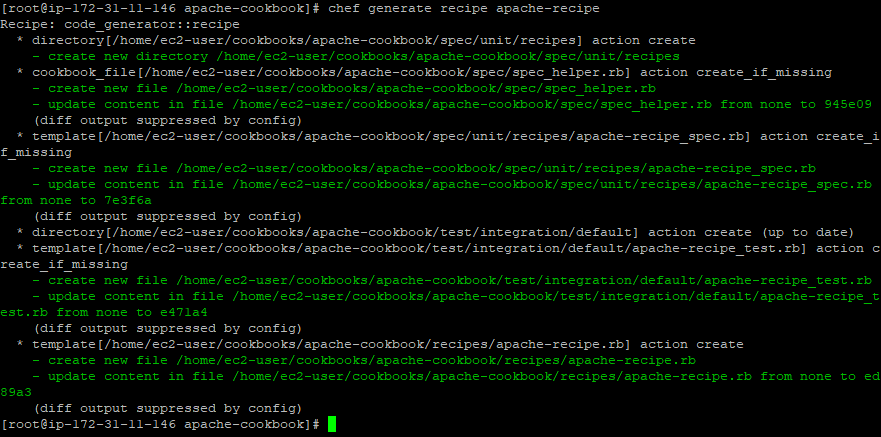 [root@ip-172-31-11-146 apache-cookbook]# chef generate recipe apache-recipe
Recipe: code_generator::recipe
  * directory[/home/ec2-user/cookbooks/apache-cookbook/spec/unit/recipes] action create
    - create new directory /home/ec2-user/cookbooks/apache-cookbook/spec/unit/recipes
  * cookbook_file[/home/ec2-user/cookbooks/apache-cookbook/spec/spec_helper.rb] action create_if_missing
    - create new file /home/ec2-user/cookbooks/apache-cookbook/spec/spec_helper.rb
    - update content in file /home/ec2-user/cookbooks/apache-cookbook/spec/spec_helper.rb from none to 945e09
    (diff output suppressed by config)
  * template[/home/ec2-user/cookbooks/apache-cookbook/spec/unit/recipes/apache-recipe_spec.rb] action create_i
f_missing
    - create new file /home/ec2-user/cookbooks/apache-cookbook/spec/unit/recipes/apache-recipe_spec.rb
    - update content in file /home/ec2-user/cookbooks/apache-cookbook/spec/unit/recipes/apache-recipe_spec.rb
from none to 7e3f6a
    (diff output suppressed by config)
  * directory[/home/ec2-user/cookbooks/apache-cookbook/test/integration/default] action create (up to date)
  * template[/home/ec2-user/cookbooks/apache-cookbook/test/integration/default/apache-recipe_test.rb] action c
reate_if_missing
    - create new file /home/ec2-user/cookbooks/apache-cookbook/test/integration/default/apache-recipe_test.rb
    - update content in file /home/ec2-user/cookbooks/apache-cookbook/test/integration/default/apache-recipe_t
est.rb from none to e471a4
    (diff output suppressed by config)
  * template[/home/ec2-user/cookbooks/apache-cookbook/recipes/apache-recipe.rb] action create
    - create new file /home/ec2-user/cookbooks/apache-cookbook/recipes/apache-recipe.rb
    - update content in file /home/ec2-user/cookbooks/apache-cookbook/recipes/apache-recipe.rb from none to ed
89a3
    (diff output suppressed by config)
[root@ip-172-31-11-146 apache-cookbook]#